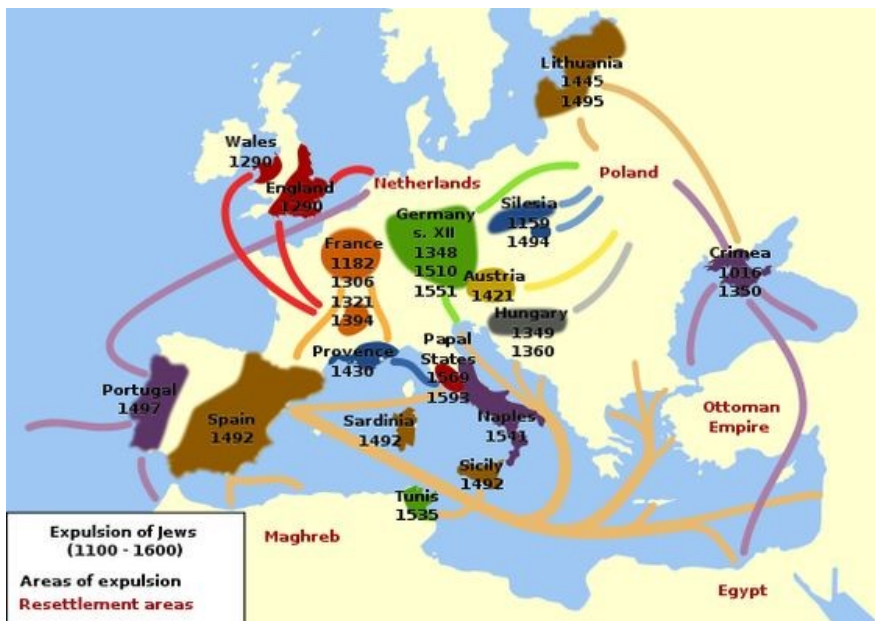 Lithuania
1445
1495
Wales
1290
England
1290
Netherlands
Poland
Germany
s. XII
1348
1510
1551
Silesia
1159
1494
France
1182
1306
1321
1394
Austria
1421
Crimea
1016
1350
Hungary
1349
1360
Provence
1430
Papal
States
1569
1593
Portugal
1497
Spain
1492
Sardinia
1492
Naples
1541
Ottoman
Empire
Sicily
1492
Tunis
1535
Maghreb
Egypt
Expulsion of Jews
(1100 - 1600)
Areas of expulsion
Resettlement areas